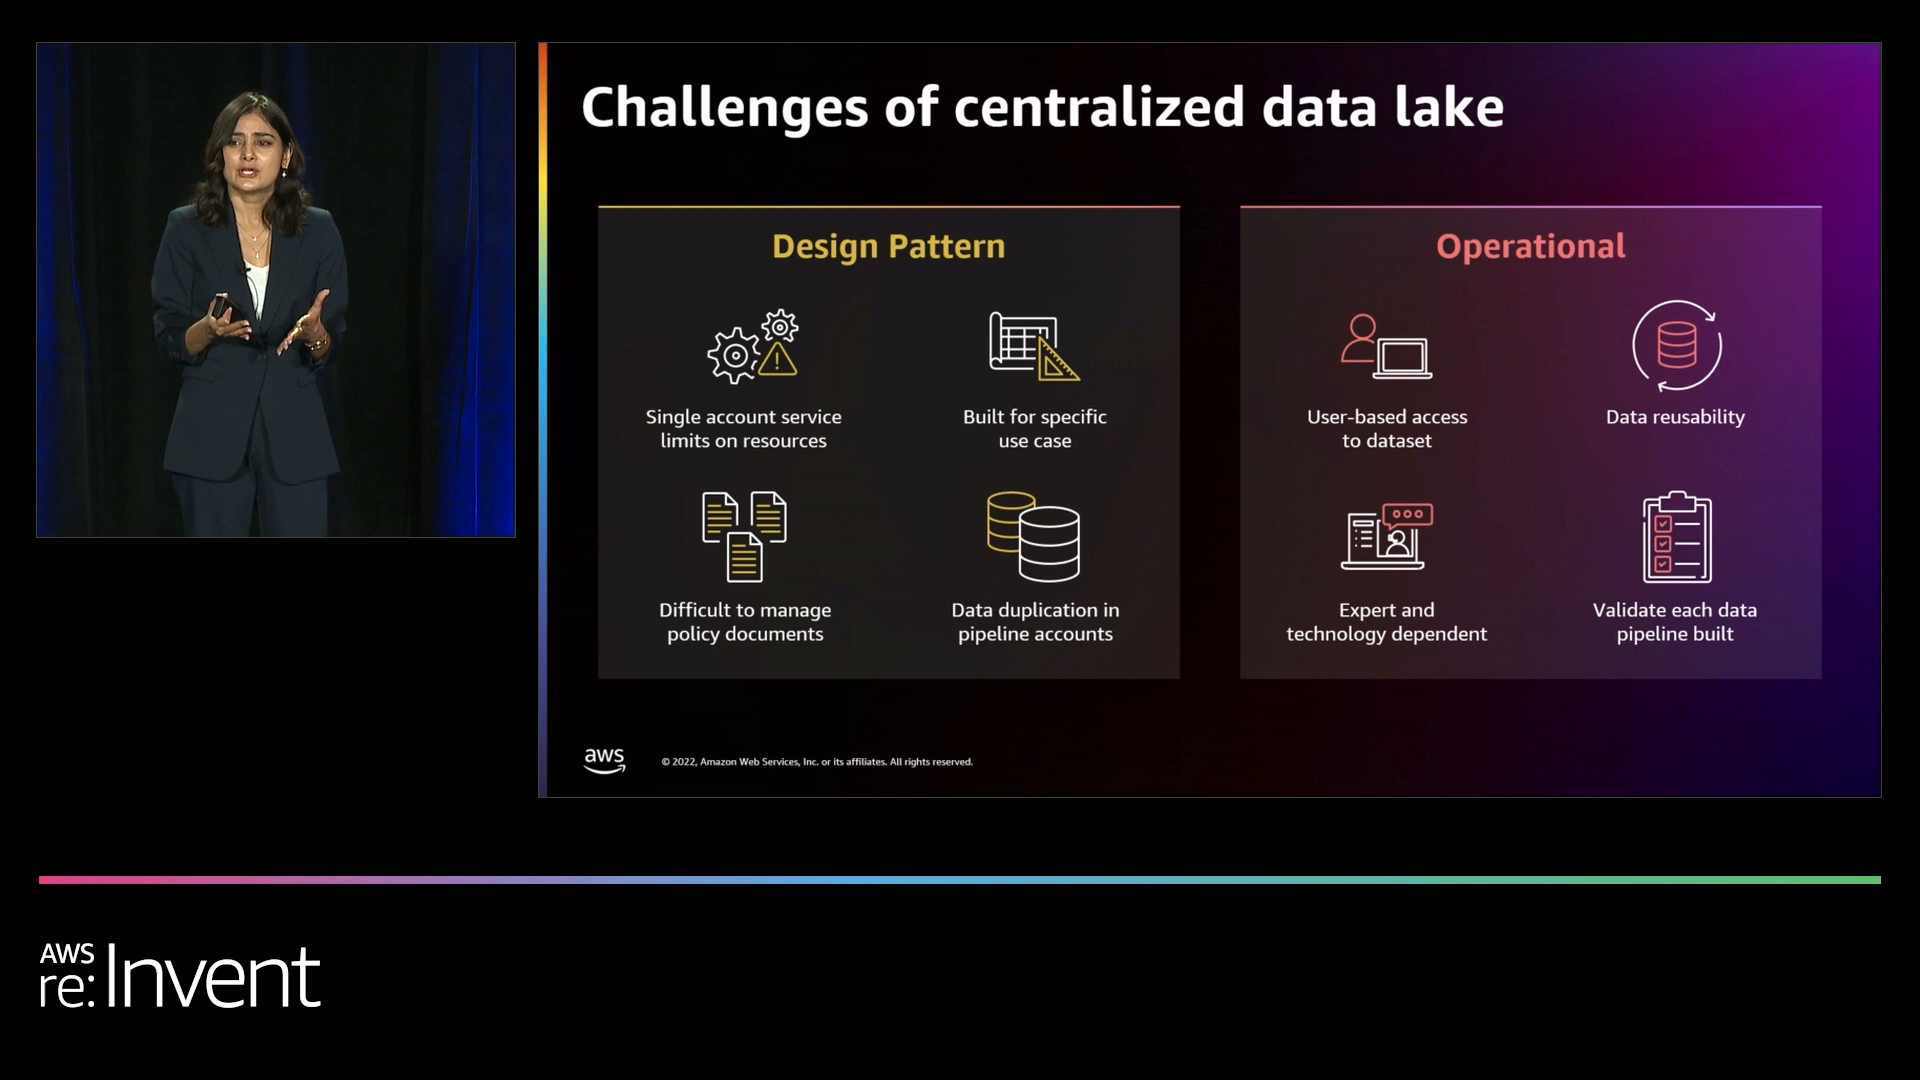 Challenges of centralized data lake
Design Pattern
Single account service
limits on resources
Built for specific
use case
Difficult to manage
policy documents
Data duplication in
pipeline accounts
Operational
User-based access
to dataset
Data reusability
Expert and
technology dependent
Validate each data
pipeline built
aws
© 2022, Amazon Web Services, Inc. or its affiliates. All rights reserved.
AWS
re:Invent